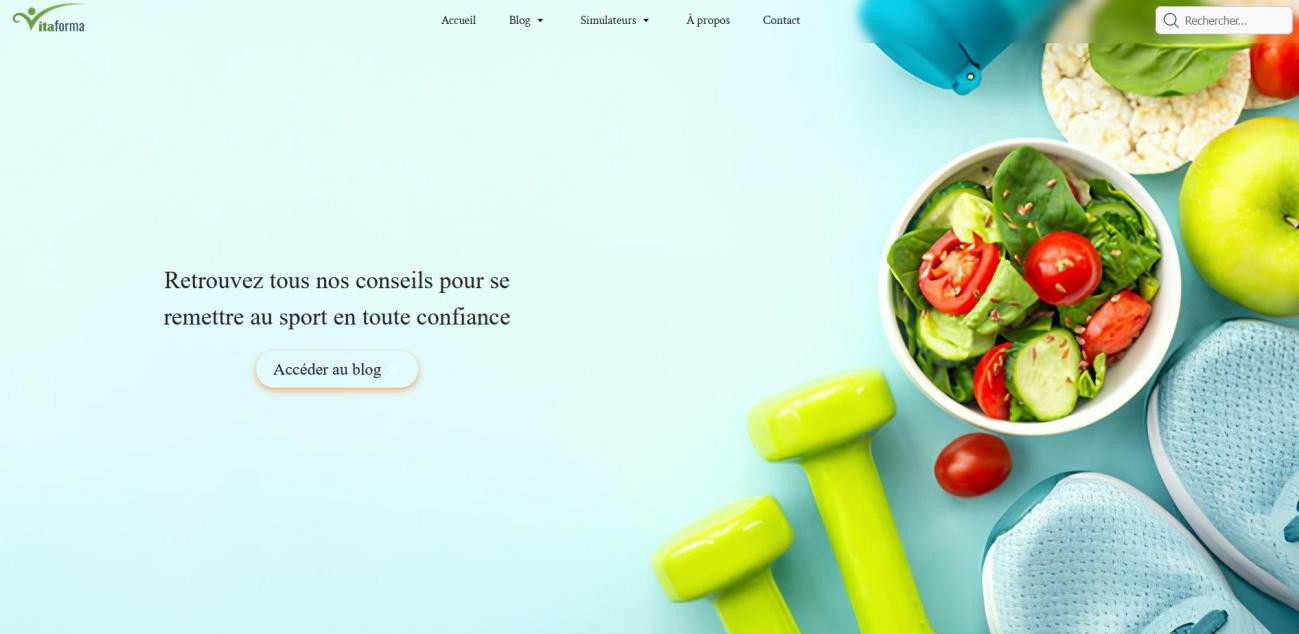 Vitaforma
Accueil Blog Simulateurs À propos Contact Rechercher...
Retrouvez tous nos conseils pour se
remettre au sport en toute confiance
Accéder au blog